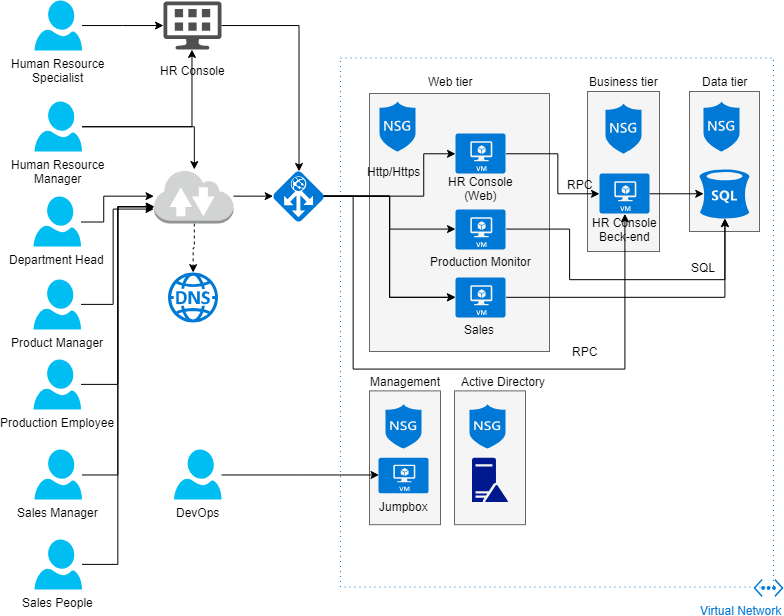 Human Resource
Specialist
HR Console
Human Resource
Manager
Department Head
Product Manager
Production Employee
Sales Manager
Sales People
DNS
DevOps
Web tier
NSG
Http/Https
VM
HR Console
(Web)
VM
Production Monitor
VM
Sales
Business tier
NSG
RPC
VM
HR Console
Beck-end
Data tier
NSG
SQL
SQL
RPC
Management
NSG
VM
Jumpbox
Active Directory
NSG
Virtual Network